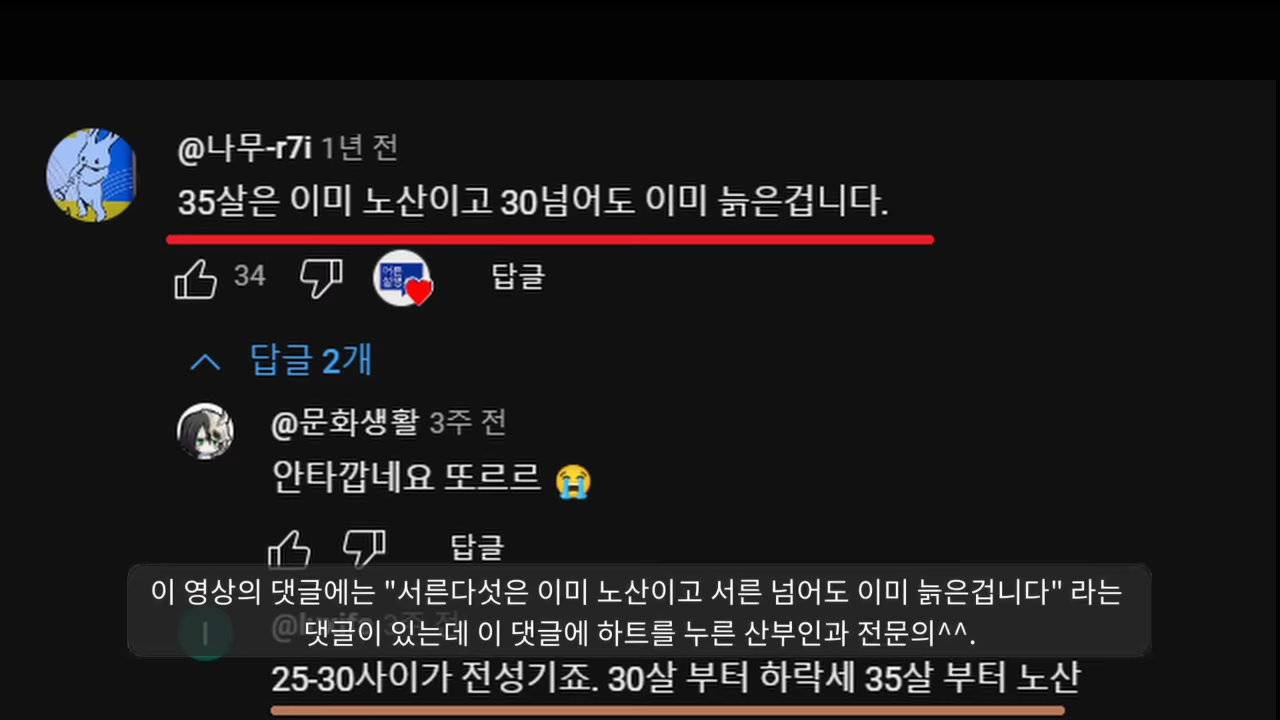 @나무-r7i 1년 전
35살은 이미 노산이고 30넘어도 이미 늙은겁니다.
34
어른
설명
답글
답글 2개
@문화생활 3주 전
안타깝네요 또르르 😭
답글
이 영상의 댓글에는 "서른다섯은 이미 노산이고 서른 넘어도 이미 늙은겁니다" 라는
댓글이 있는데 이 댓글에 하트를 누른 산부인과 전문의^^.
25-30사이가 전성기죠. 30살 부터 하락세 35살 부터 노산